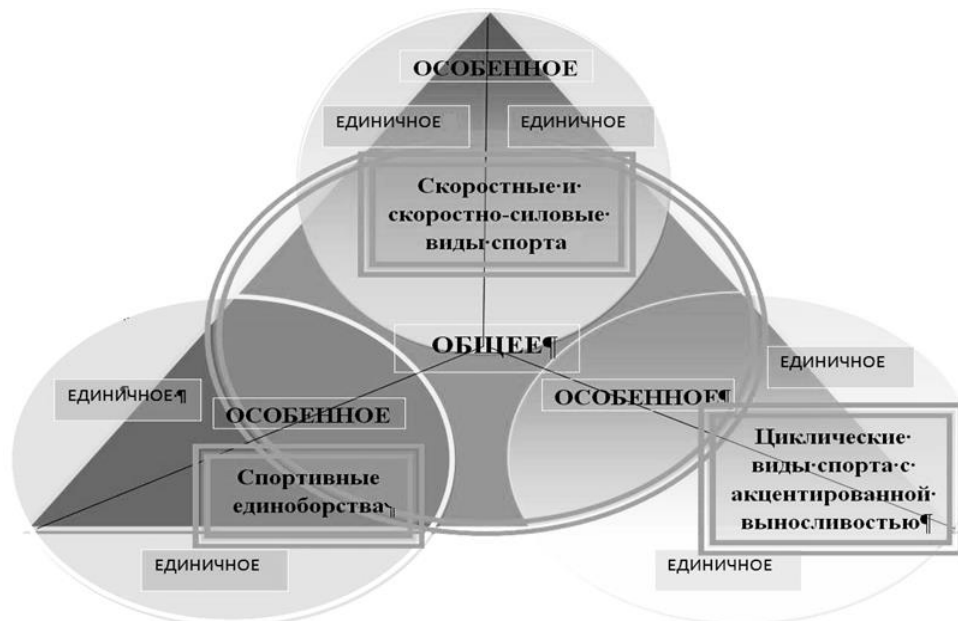 ОСОБЕННОЕ
ЕДИНИЧНОЕ
ЕДИНИЧНОЕ
Скоростные·и·
скоростно-силовые·
виды·спорта
ОБЩЕЕ¶
ЕДИНИЧНОЕ
ЕДИНИЧНОЕ·¶
ОСОБЕННОЕ
ОСОБЕННОЕ¶
Спортивные
единоборства¶
Циклические·
виды·спорта·с·
акцентированной·
выносливостью¶
ЕДИНИЧНОЕ
ЕДИНИЧНОЕ